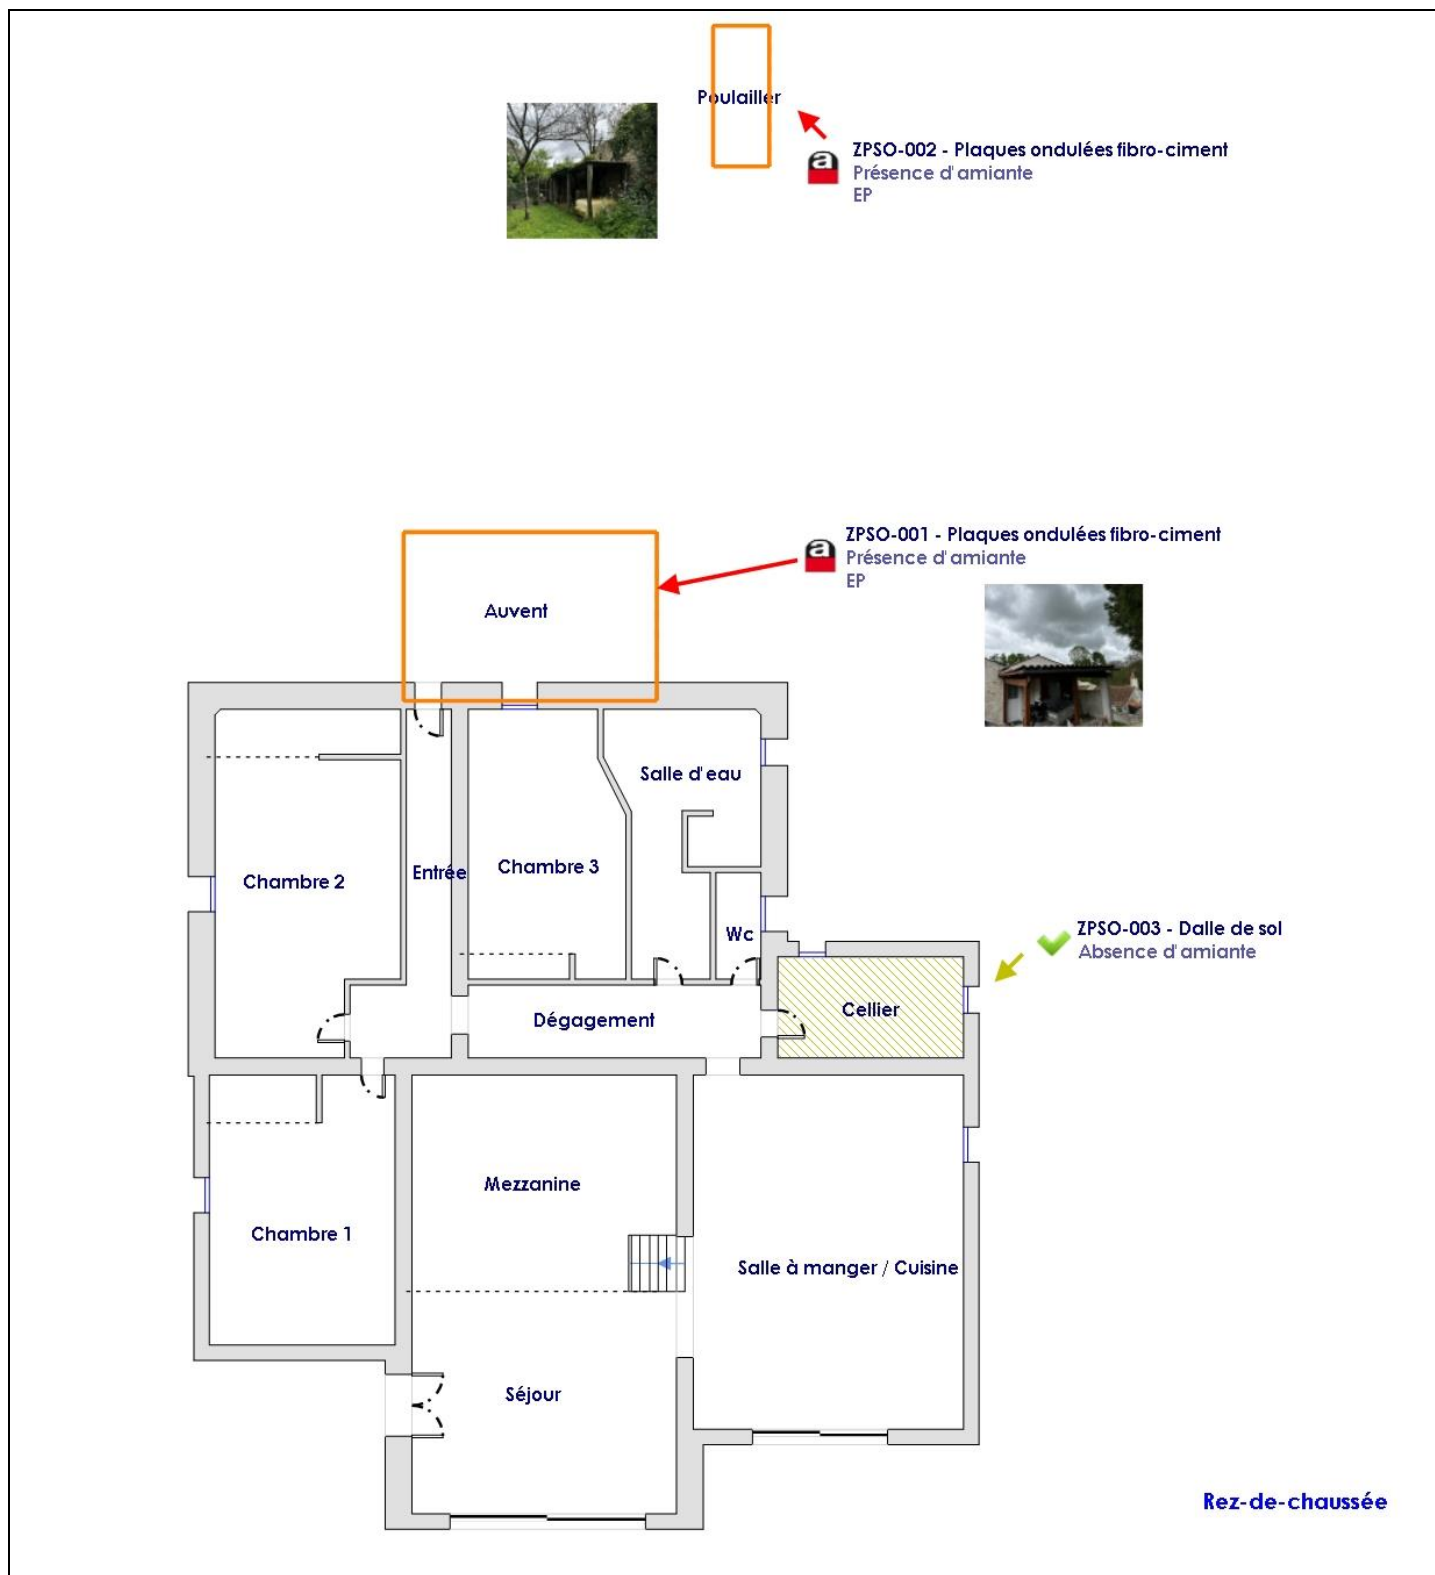 Poulailler
a
ZPSO-002 - Plaques ondulées fibro-ciment
Présence d'amiante
EP
a
ZPSO-001 - Plaques ondulées fibro-ciment
Présence d'amiante
EP
Auvent
Salle d'eau
Chambre 2
Entrée
Chambre 3
Wc
ZPSO-003 - Dalle de sol
Absence d'amiante
Cellier
Dégagement
Mezzanine
Chambre 1
Salle à manger / Cuisine
Séjour
Rez-de-chaussée